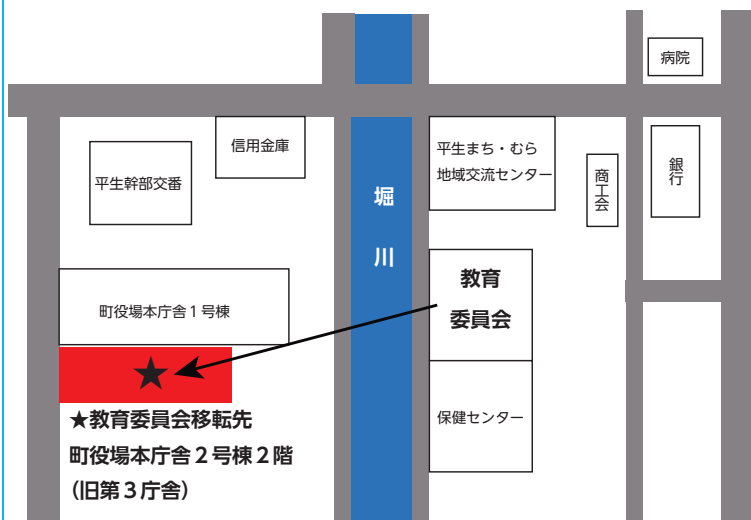 病院
信用金庫
平生まち・むら
地域交流センター
平生幹部交番
商工会
銀行
堀川
教育
委員会
町役場本庁舎１号棟
★
保健センター
★教育委員会移転先
町役場本庁舎２号棟２階
（旧第３庁舎）